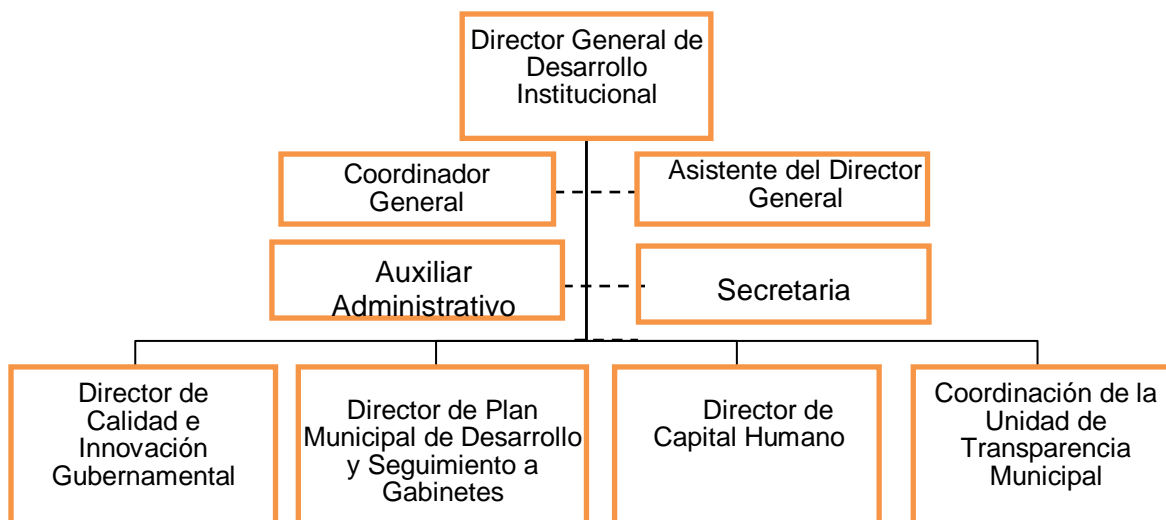 Director General de
Desarrollo
Institucional
Coordinador
General
Asistente del Director
General
Auxiliar
Administrativo
Secretaria
Director de
Calidad e
Innovación
Gubernamental
Director de Plan
Municipal de Desarrollo
y Seguimiento a
Gabinetes
Director de
Capital Humano
Coordinación de la
Unidad de
Transparencia
Municipal